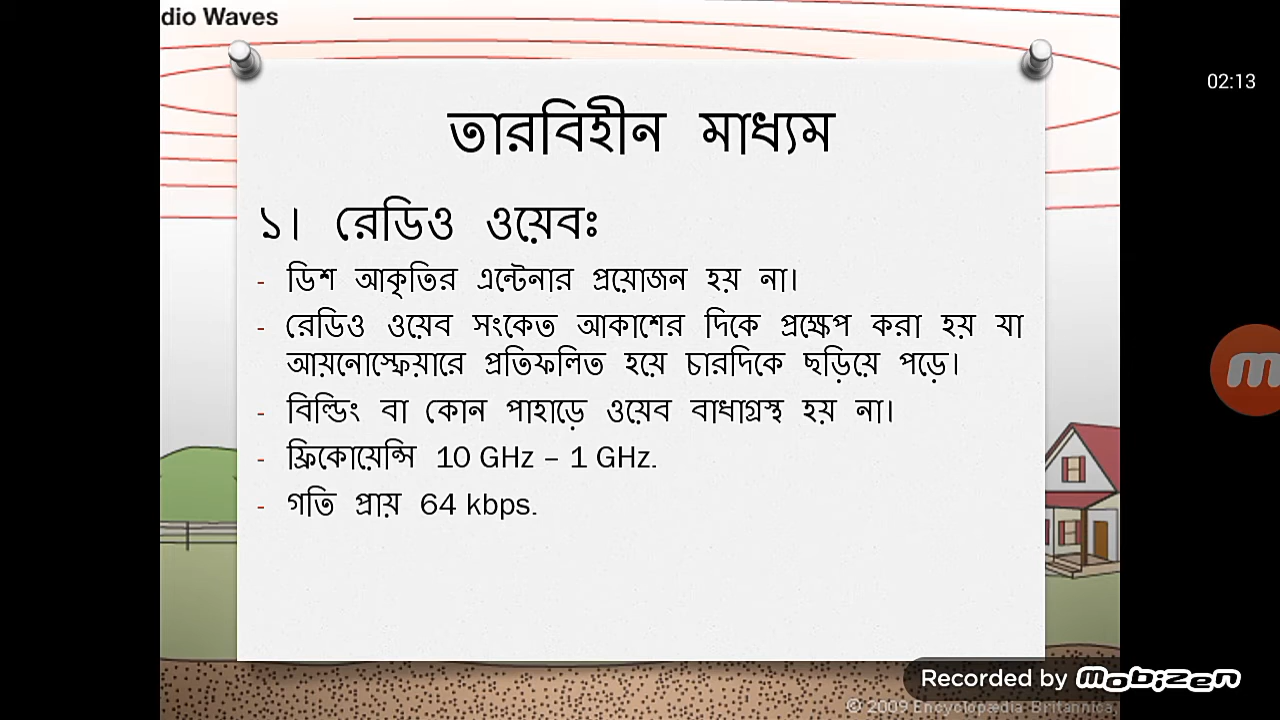 dio Waves
02:13
তারবিহীন মাধ্যম
১। রেডিও ওয়েবঃ
- ডিশ আকৃতির এন্টেনার প্রয়োজন হয় না।
- রেডিও ওয়েব সংকেত আকাশের দিকে প্রক্ষেপ করা হয় যা
আয়নোস্ফেয়ারে প্রতিফলিত হয়ে চারদিকে ছড়িয়ে পড়ে।
- বিল্ডিং বা কোন পাহাড়ে ওয়েব বাধাগ্রস্থ হয় না।
- ফ্রিকোয়েন্সি 10 GHz – 1 GHz.
- গতি প্রায় 64 kbps.
Recorded by mobizen
© 2009 Encyclopædia Britannica,